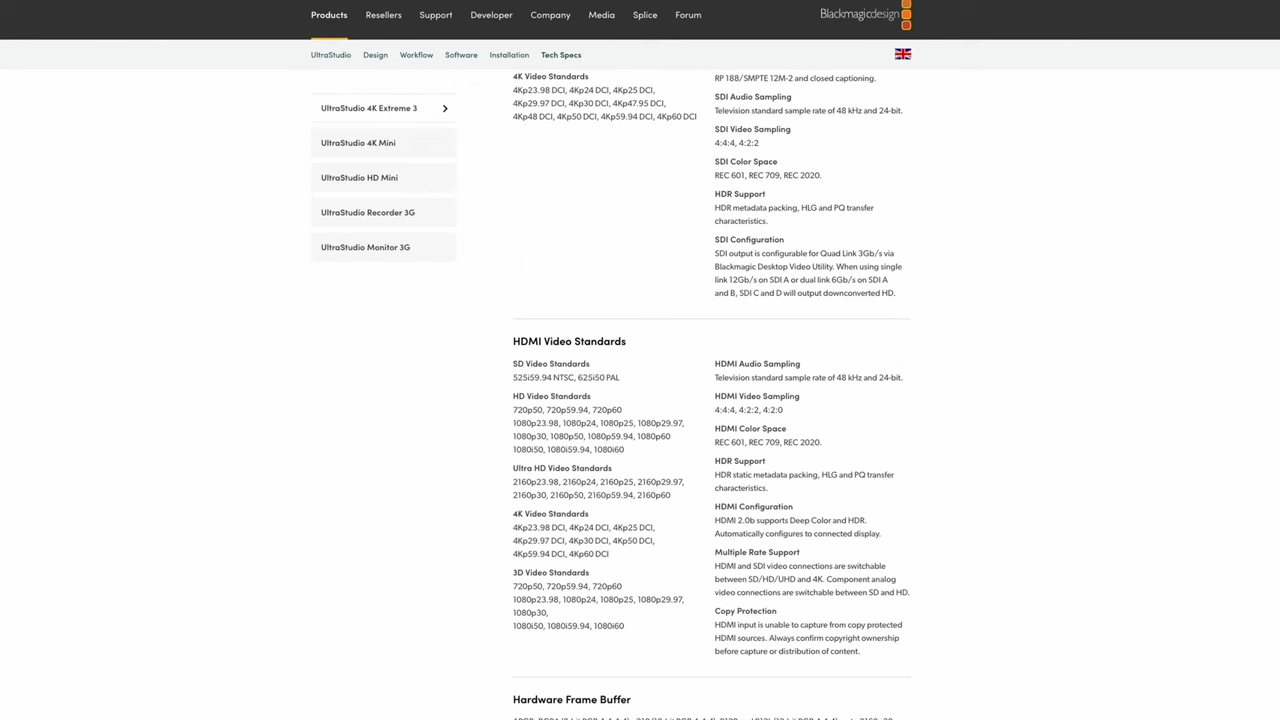 Products Resellers Support Developer Company Media Splice Forum
Blackmagicdesign
UltraStudio Design Workflow Software Installation Tech Specs
UltraStudio 4K Extreme 3
UltraStudio 4K Mini
UltraStudio HD Mini
UltraStudio Recorder 3G
UltraStudio Monitor 3G
4K Video Standards
4Kp23.98 DCI, 4Kp24 DCI, 4Kp25 DCI,
4Kp29.97 DCI, 4Kp30 DCI, 4Kp47.95 DCI,
4Kp48 DCI, 4Kp50 DCI, 4Kp59.94 DCI, 4Kp60 DCI
RP 188/SMPTE 12M-2 and closed captioning.
SDI Audio Sampling
Television standard sample rate of 48 kHz and 24-bit.
SDI Video Sampling
4:4:4, 4:2:2
SDI Color Space
REC 601, REC 709, REC 2020.
HDR Support
HDR metadata packing, HLG and PQ transfer
characteristics.
SDI Configuration
SDI output is configurable for Quad Link 3Gb/s via
Blackmagic Desktop Video Utility. When using single
link 12Gb/s on SDI A or dual link 6Gb/s on SDI A
and B, SDI C and D will output downconverted HD.
HDMI Video Standards
SD Video Standards
525i59.94 NTSC, 625i50 PAL
HD Video Standards
720p50, 720p59.94, 720p60
1080p23.98, 1080p24, 1080p25, 1080p29.97,
1080p30, 1080p50, 1080p59.94, 1080p60
1080i50, 1080i59.94, 1080i60
Ultra HD Video Standards
2160p23.98, 2160p24, 2160p25, 2160p29.97,
2160p30, 2160p50, 2160p59.94, 2160p60
4K Video Standards
4Kp23.98 DCI, 4Kp24 DCI, 4Kp25 DCI,
4Kp29.97 DCI, 4Kp30 DCI, 4Kp50 DCI,
4Kp59.94 DCI, 4Kp60 DCI
3D Video Standards
720p50, 720p59.94, 720p60
1080p23.98, 1080p24, 1080p25, 1080p29.97,
1080p30,
1080i50, 1080i59.94, 1080i60
HDMI Audio Sampling
Television standard sample rate of 48 kHz and 24-bit.
HDMI Video Sampling
4:4:4, 4:2:2, 4:2:0
HDMI Color Space
REC 601, REC 709, REC 2020.
HDR Support
HDR static metadata packing, HLG and PQ transfer
characteristics.
HDMI Configuration
HDMI 2.0b supports Deep Color and HDR.
Automatically configures to connected display.
Multiple Rate Support
HDMI and SDI video connections are switchable
between SD/HD/UHD and 4K. Component analog
video connections are switchable between SD and HD.
Copy Protection
HDMI input is unable to capture from copy protected
HDMI sources. Always confirm copyright ownership
before capture or distribution of content.
Hardware Frame Buffer